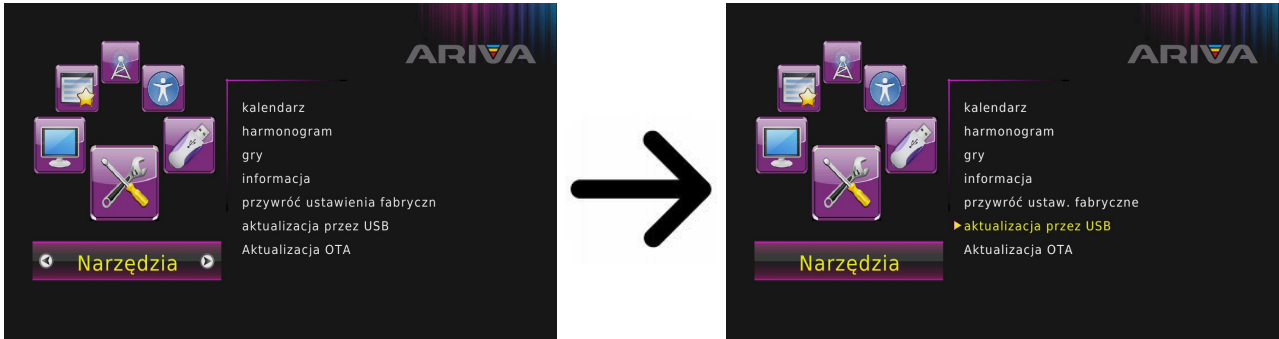 ARIVA
kalendarz
harmonogram
gry
informacja
przywróć ustawienia fabryczn
aktualizacja przez USB
Aktualizacja OTA
Narzędzia
ARIVA
kalendarz
harmonogram
gry
informacja
przywróć ustaw. fabryczne
aktualizacja przez USB
Aktualizacja OTA
Narzędzia